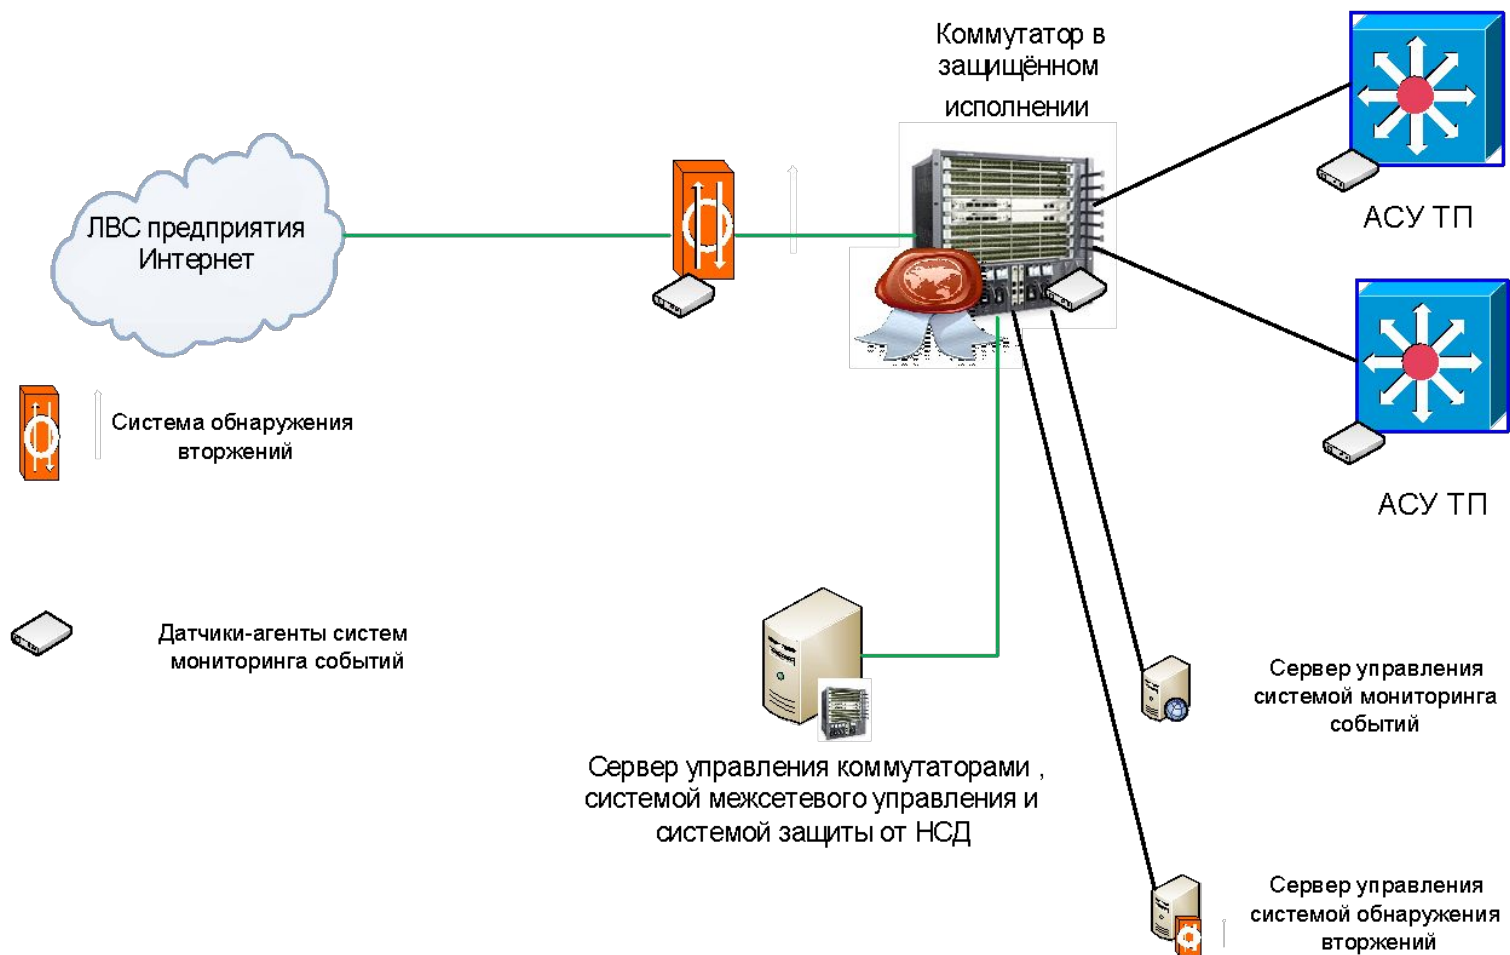 Коммутатор в
защищённом
исполнении
АСУ ТП
ЛВС предприятия
Интернет
Система обнаружения
вторжений
АСУ ТП
Датчики-агенты систем
мониторинга событий
Сервер управления
системой мониторинга
событий
Сервер управления коммутаторами ,
системой межсетевого управления и
системой защиты от НСД
Сервер управления
системой обнаружения
вторжений